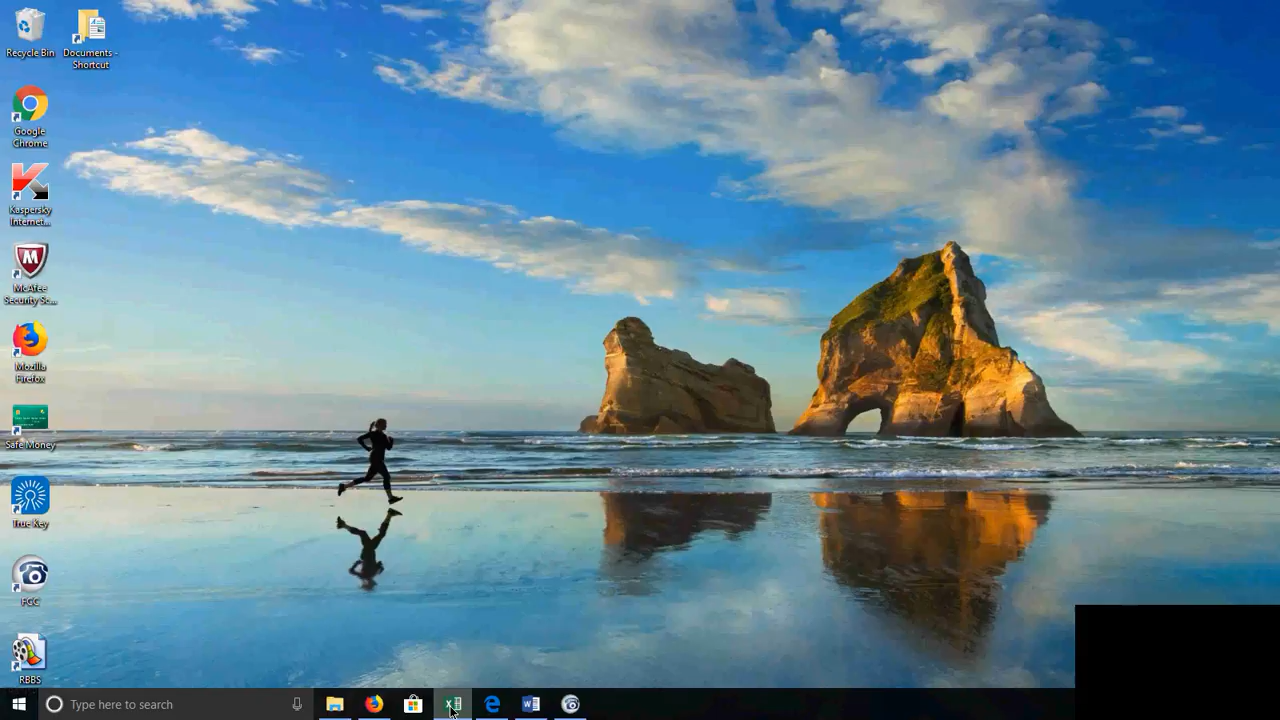 Recycle Bin
Documents -
Shortcut
Google
Chrome
Kaspersky
Internet...
McAfee
Security Sc...
Mozilla
Firefox
Safe Money
True Key
FCC
RBBS
Type here to search